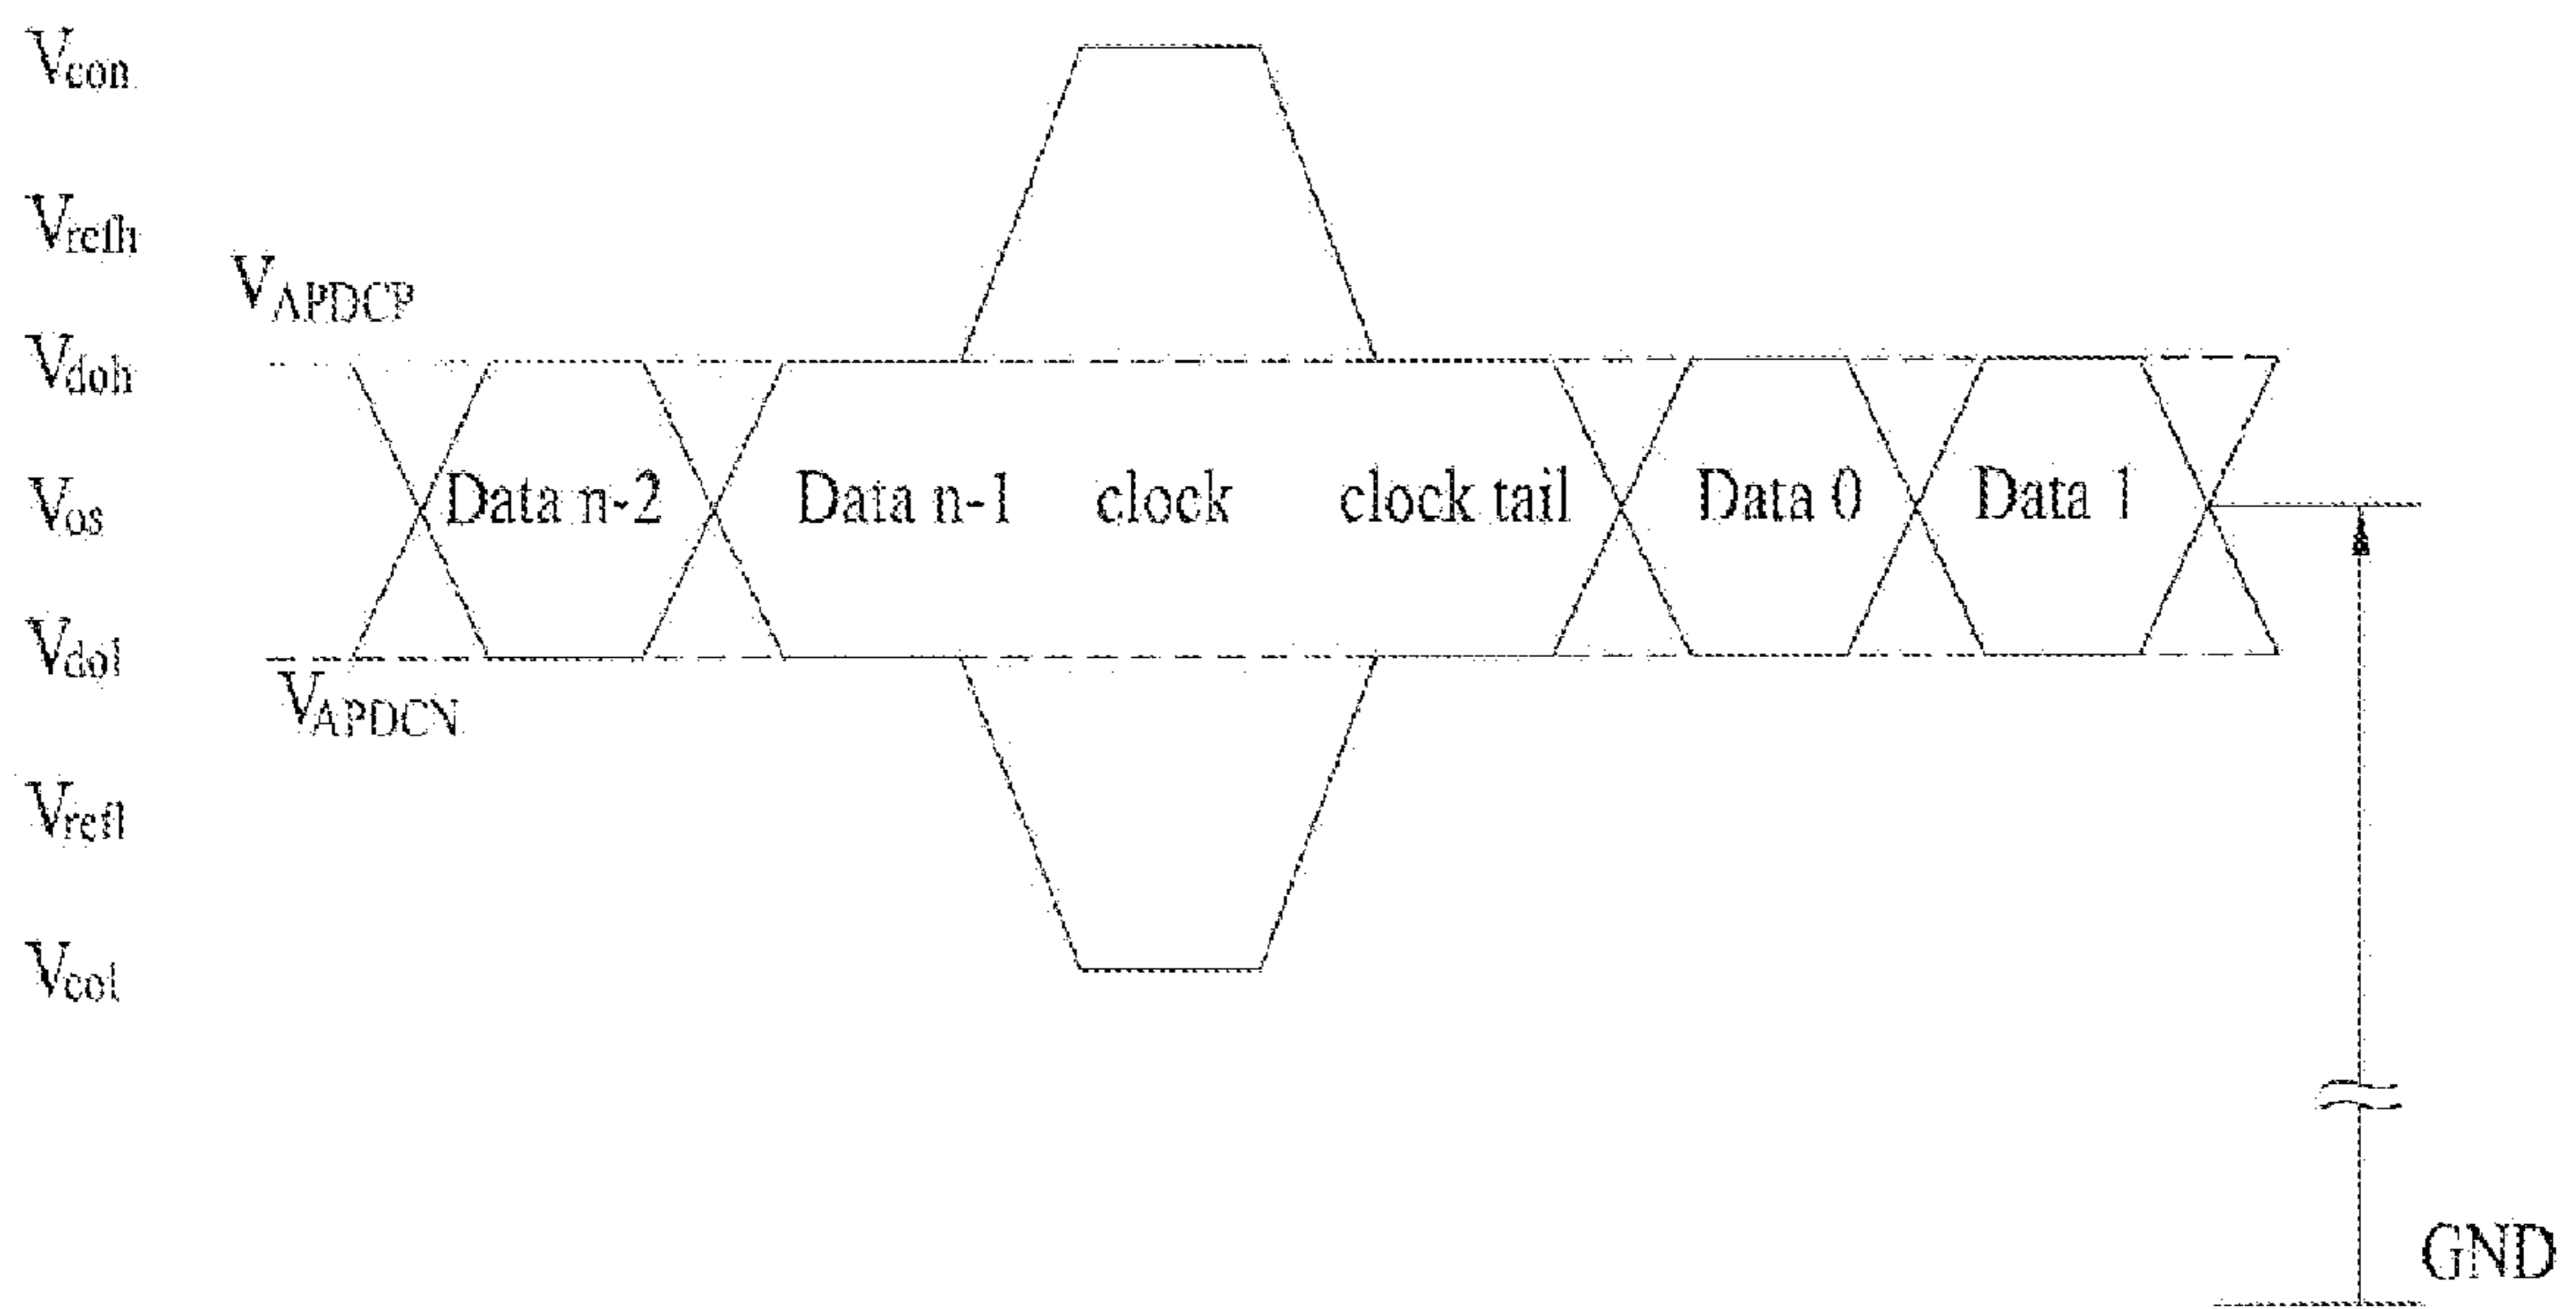 Vcon
Vrefh
VAPDCP
Vdoh
Vos
Data n-2
Data n-1
clock
clock tail
Data 0
Data 1
Vdol
VAPDCN
Vrefl
Vcol
GND